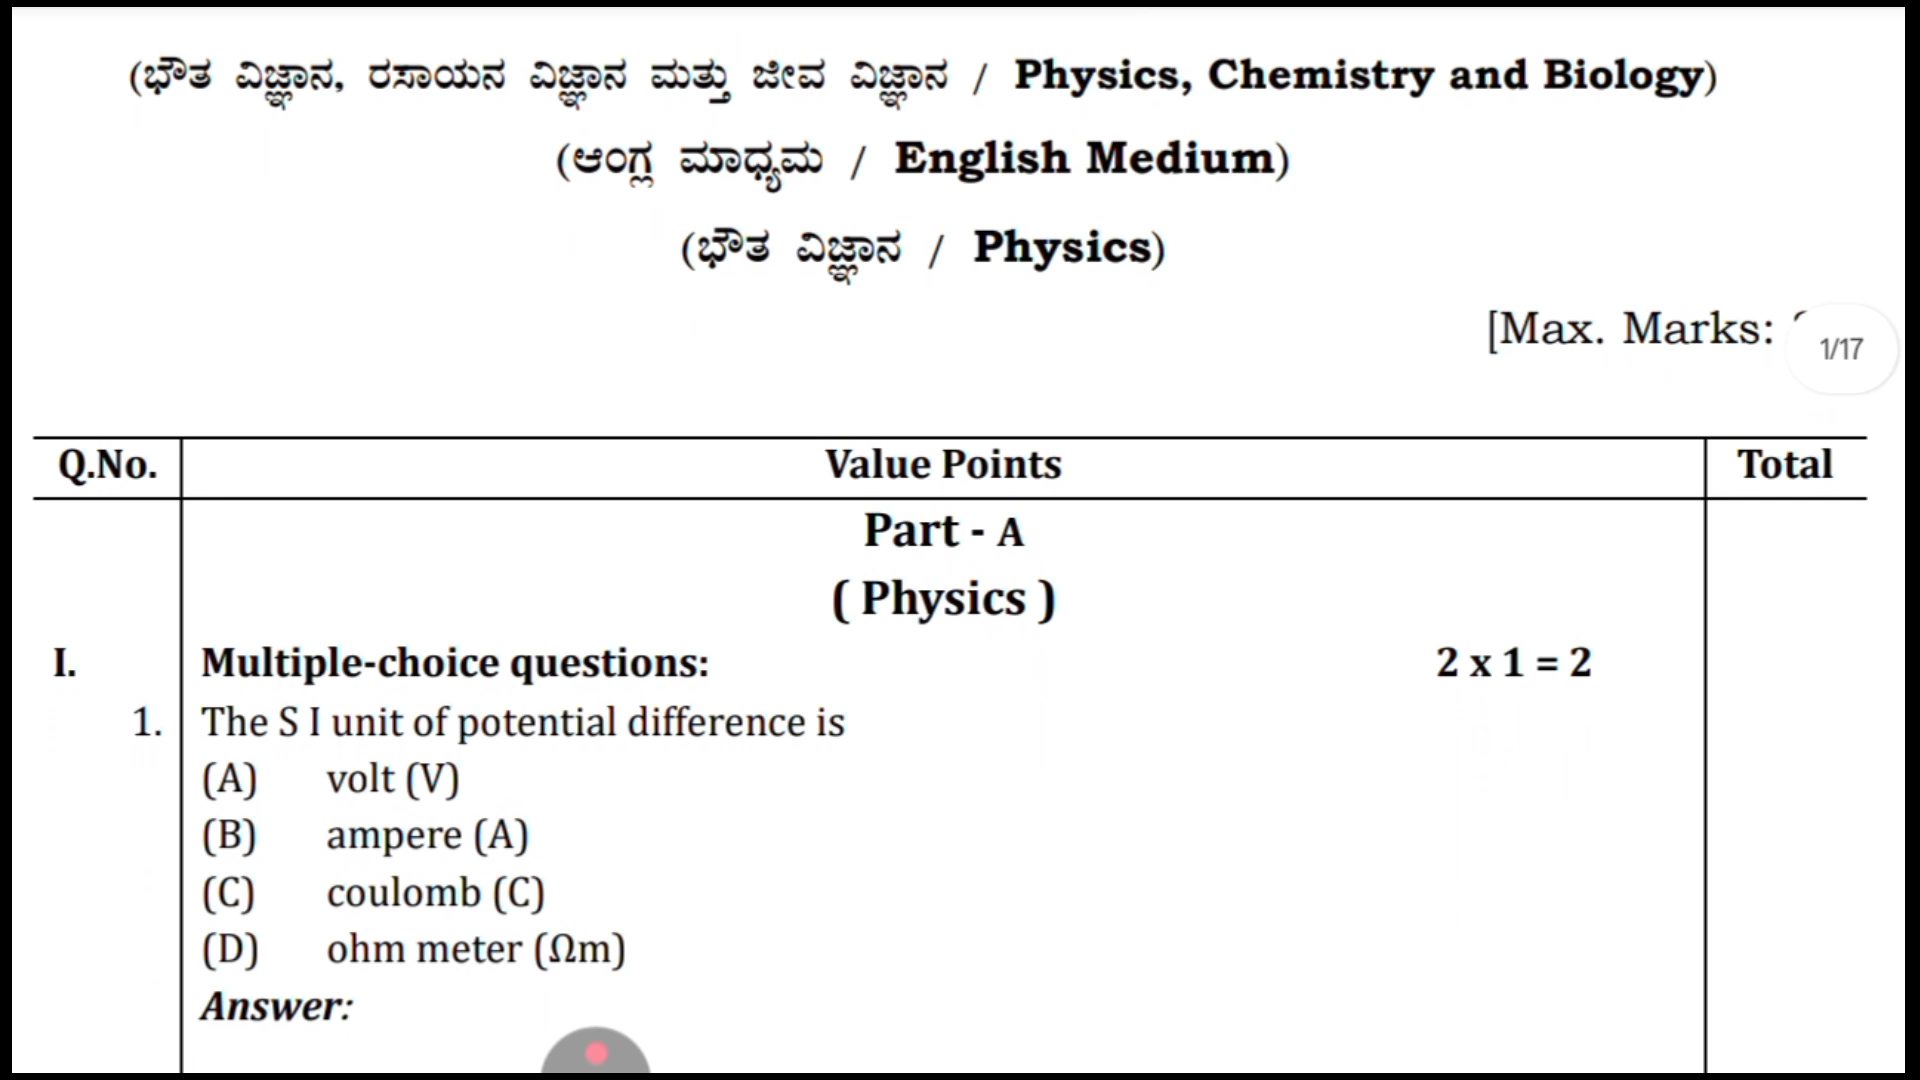 (ಭೌತ ವಿಜ್ಞಾನ, ರಸಾಯನ ವಿಜ್ಞಾನ ಮತ್ತು ಜೀವ ವಿಜ್ಞಾನ / Physics, Chemistry and Biology)
(ಆಂಗ್ಲ ಮಾಧ್ಯಮ / English Medium)
(ಭೌತ ವಿಜ್ಞಾನ / Physics)
[Max. Marks:
1/17
Q.No. Value Points Total
Part - A
( Physics )
I. Multiple-choice questions: 2 x 1 = 2
1. The S I unit of potential difference is
(A) volt (V)
(B) ampere (A)
(C) coulomb (C)
(D) ohm meter (Ωm)
Answer: